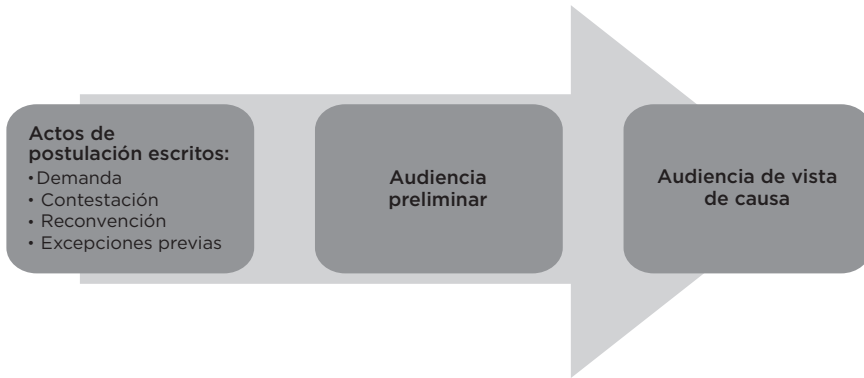 Actos de
postulación escritos:
•Demanda
• Contestación
• Reconvención
• Excepciones previas
Audiencia
preliminar
Audiencia de vista
de causa